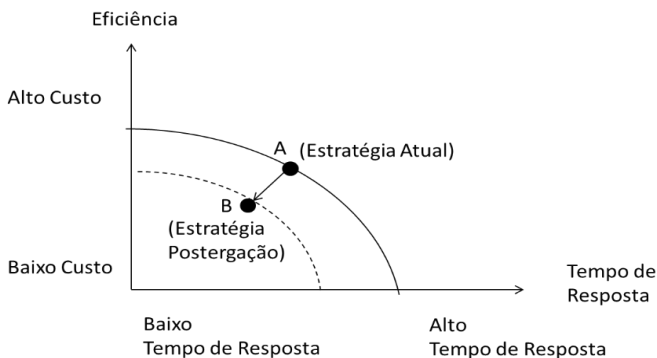 Eficiência
Alto Custo
A (Estratégia Atual)
B
(Estratégia
Postergação)
Baixo Custo
Tempo de
Resposta
Baixo
Tempo de Resposta
Alto
Tempo de Resposta